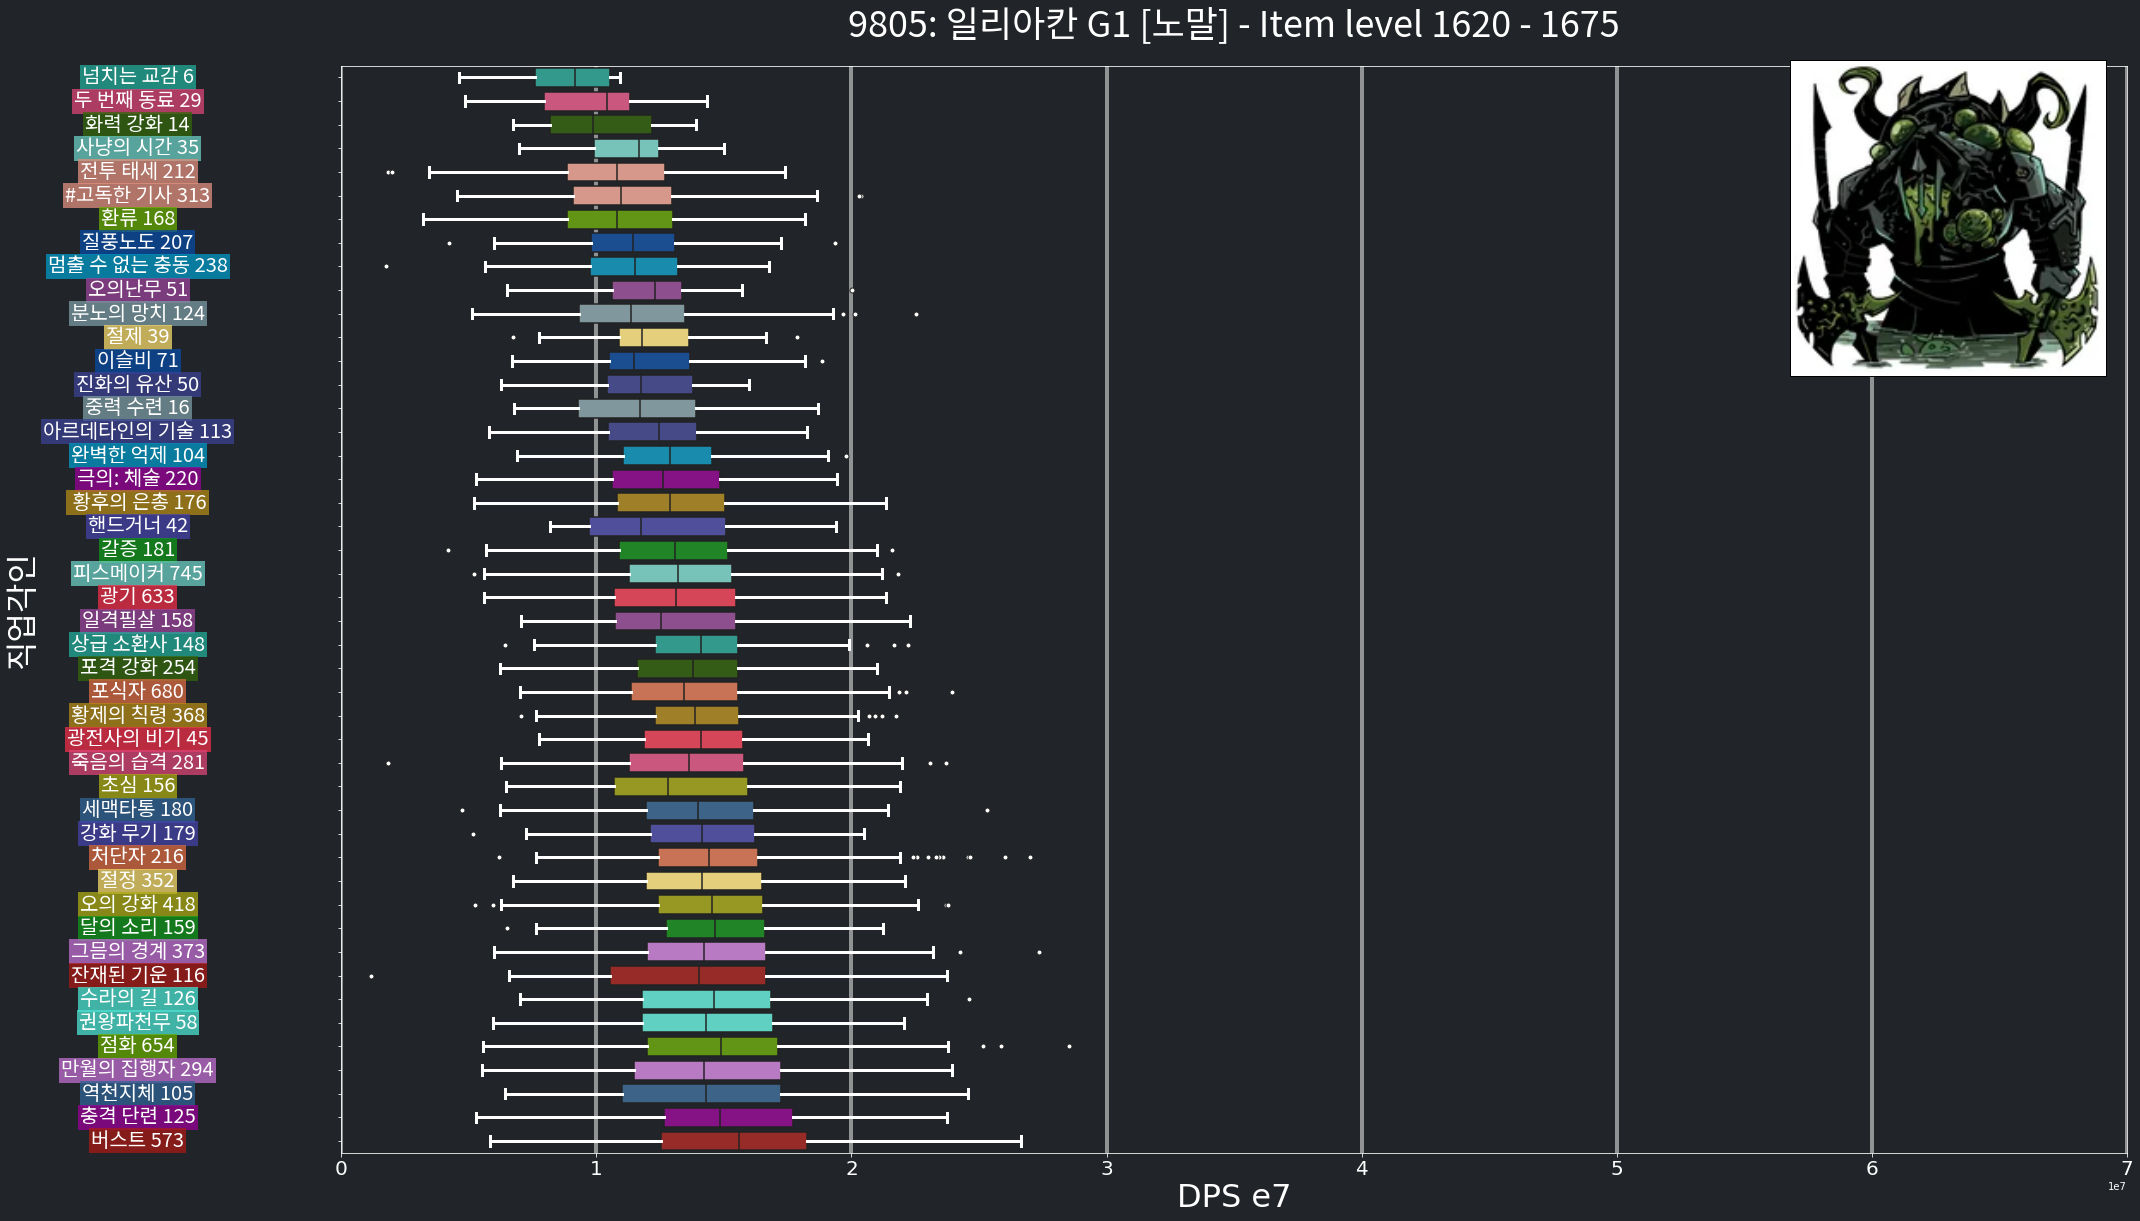 9805: 일리아칸 G1 [노말] - Item level 1620 - 1675
넘치는 교감 6
두 번째 동료 29
화력 강화 14
사냥의 시간 35
전투 태세 212
#고독한 기사 313
환류 168
질풍노도 207
멈출 수 없는 충동 238
오의난무 51
분노의 망치 124
절제 39
이슬비 71
진화의 유산 50
중력 수련 16
아르데타인의 기술 113
완벽한 억제 104
극의: 체술 220
황후의 은총 176
핸드거너 42
갈증 181
피스메이커 745
광기 633
일격필살 158
상급 소환사 148
포격 강화 254
포식자 680
황제의 칙령 368
광전사의 비기 45
죽음의 습격 281
초심 156
세맥타통 180
강화 무기 179
처단자 216
절정 352
오의 강화 418
달의 소리 159
그믐의 경계 373
잔재된 기운 116
수라의 길 126
권왕파천무 58
점화 654
만월의 집행자 294
역천지체 105
충격 단련 125
버스트 573
직업각인
0 1 2 3 4 5 6 7
1e7
DPS e7